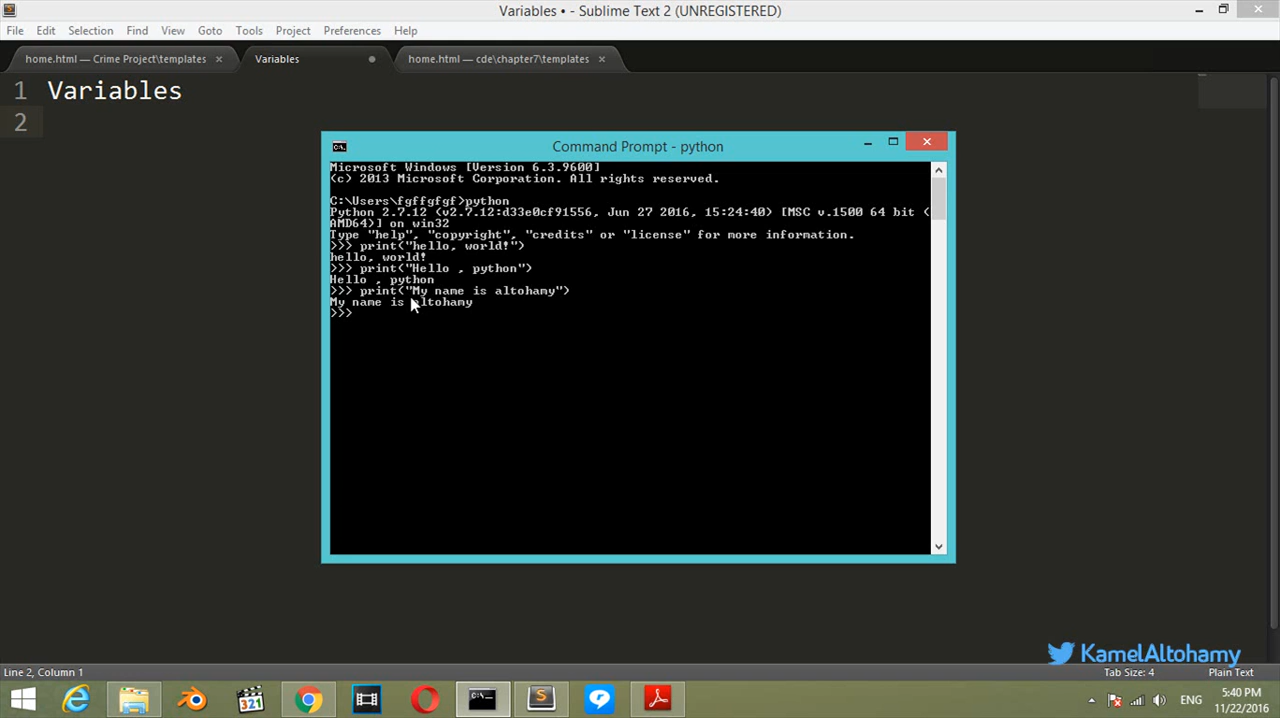 Variables • - Sublime Text 2 (UNREGISTERED)
File Edit Selection Find View Goto Tools Project Preferences Help
home.html — Crime Project\templates
Variables
home.html — cde\chapter7\templates
1 Variables
2
Command Prompt - python
Microsoft Windows [Version 6.3.9600]
(c) 2013 Microsoft Corporation. All rights reserved.
C:\Users\fgffgfgf>python
Python 2.7.12 (v2.7.12:d33e0cf91556, Jun 27 2016, 15:24:40) [MSC v.1500 64 bit (
AMD64)] on win32
Type "help", "copyright", "credits" or "license" for more information.
>>> print("hello, world!")
hello, world!
>>> print("Hello , python")
Hello , python
>>> print("My name is altohamy")
My name is altohamy
>>>
KamelAltohamy
Line 2, Column 1
Tab Size: 4
Plain Text
321
ENG
5:40 PM
11/22/2016